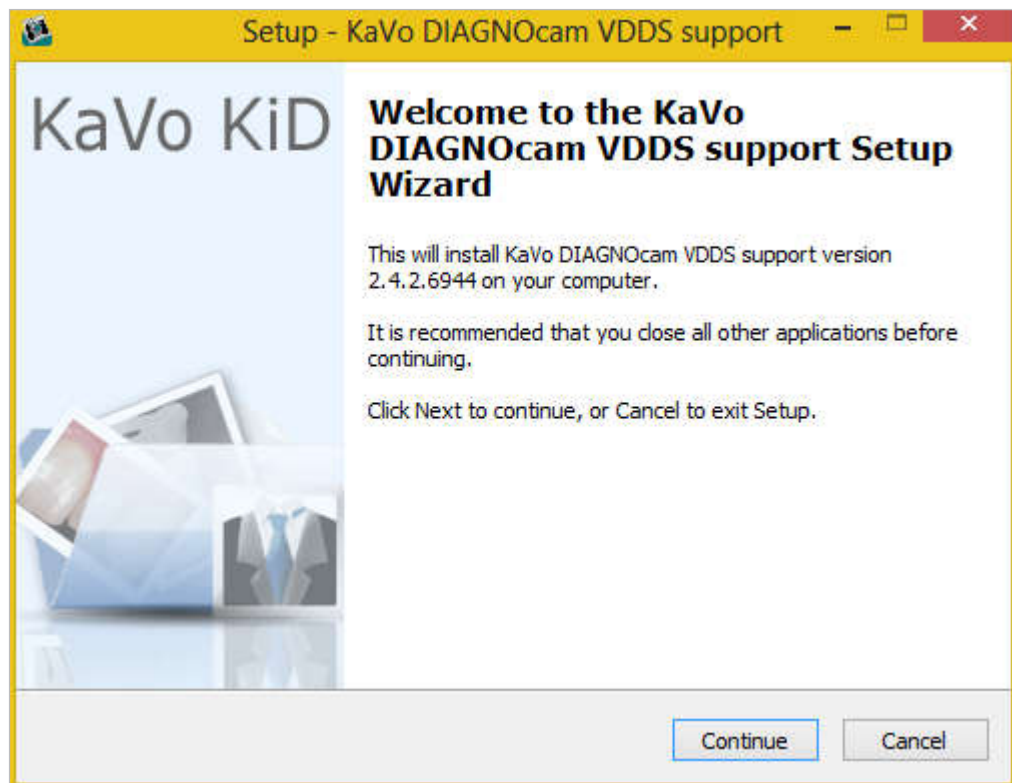 Setup - KaVo DIAGNOcam VDDS support
KaVo KiD
Welcome to the KaVo
DIAGNOcam VDDS support Setup
Wizard
This will install KaVo DIAGNOcam VDDS support version
2.4.2.6944 on your computer.
It is recommended that you close all other applications before
continuing.
Click Next to continue, or Cancel to exit Setup.
Continue
Cancel